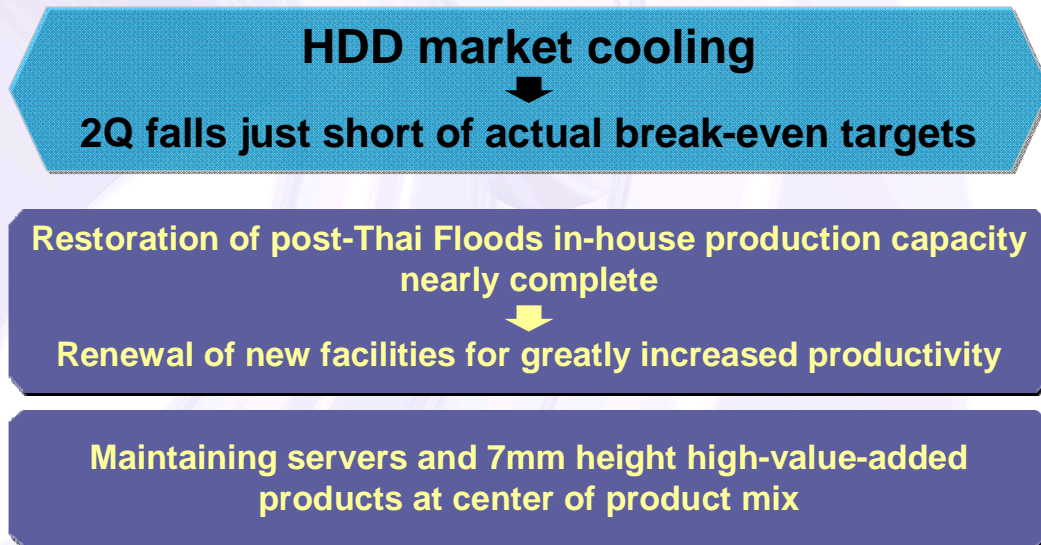 HDD market cooling
2Q falls just short of actual break-even targets
Restoration of post-Thai Floods in-house production capacity
nearly complete
Renewal of new facilities for greatly increased productivity
Maintaining servers and 7mm height high-value-added
products at center of product mix